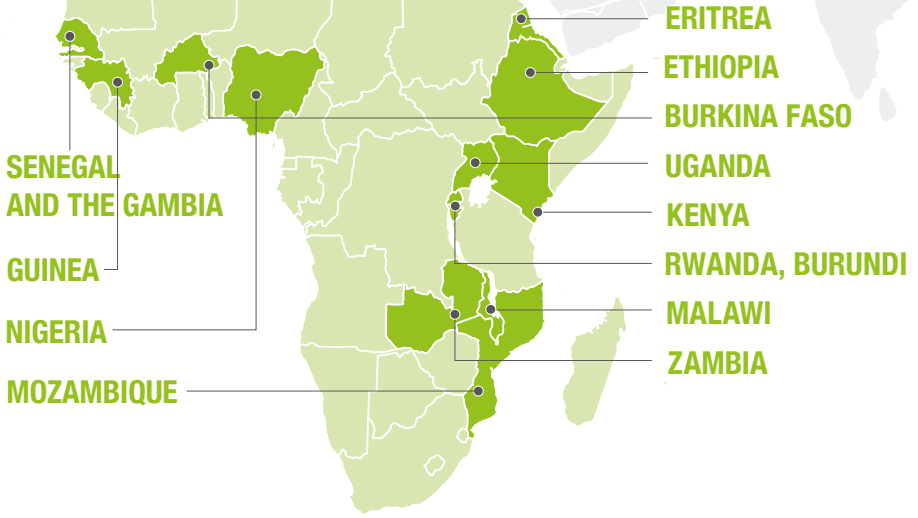 ERITREA
ETHIOPIA
BURKINA FASO
UGANDA
KENYA
RWANDA, BURUNDI
MALAWI
ZAMBIA
SENEGAL
AND THE GAMBIA
GUINEA
NIGERIA
MOZAMBIQUE